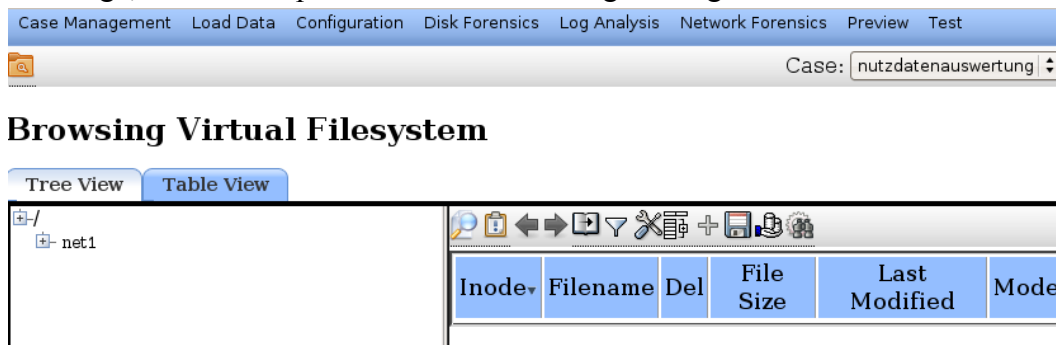 Case Management Load Data Configuration Disk Forensics Log Analysis Network Forensics Preview Test
Case: nutzdatenauswertung
Browsing Virtual Filesystem
Tree View Table View
/
net1
Inode Filename Del File Size Last Modified Mode